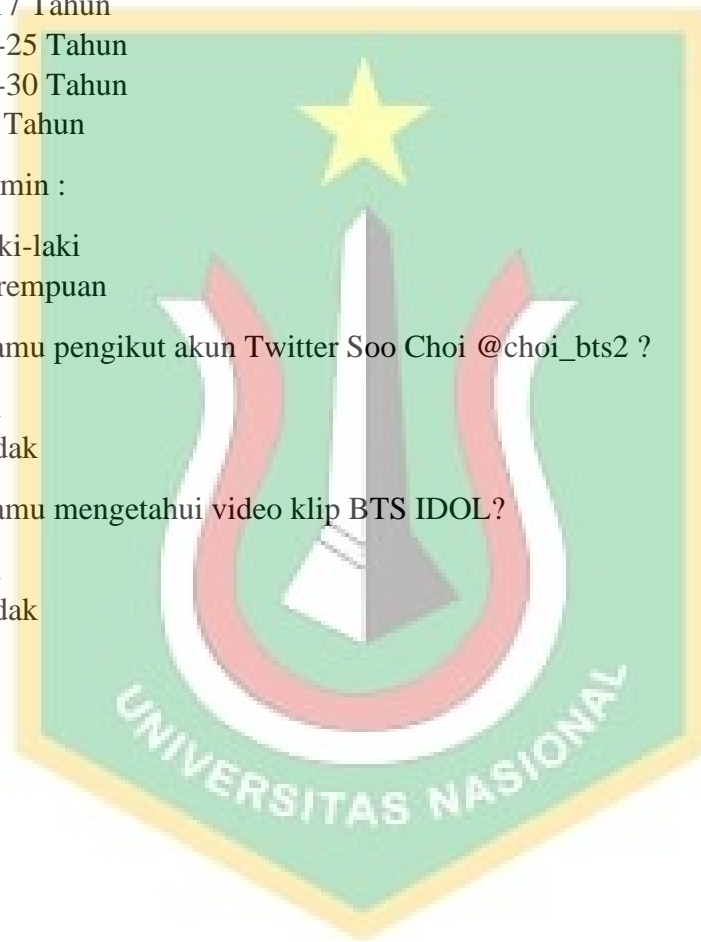 Tahun
-25 Tahun
-30 Tahun
Tahun
min :
ki-laki
rempuan
amu pengikut akun Twitter Soo Choi @choi_bts2 ?
dak
amu mengetahui video klip BTS IDOL?
dak
UNIVERSITAS NASIONAL